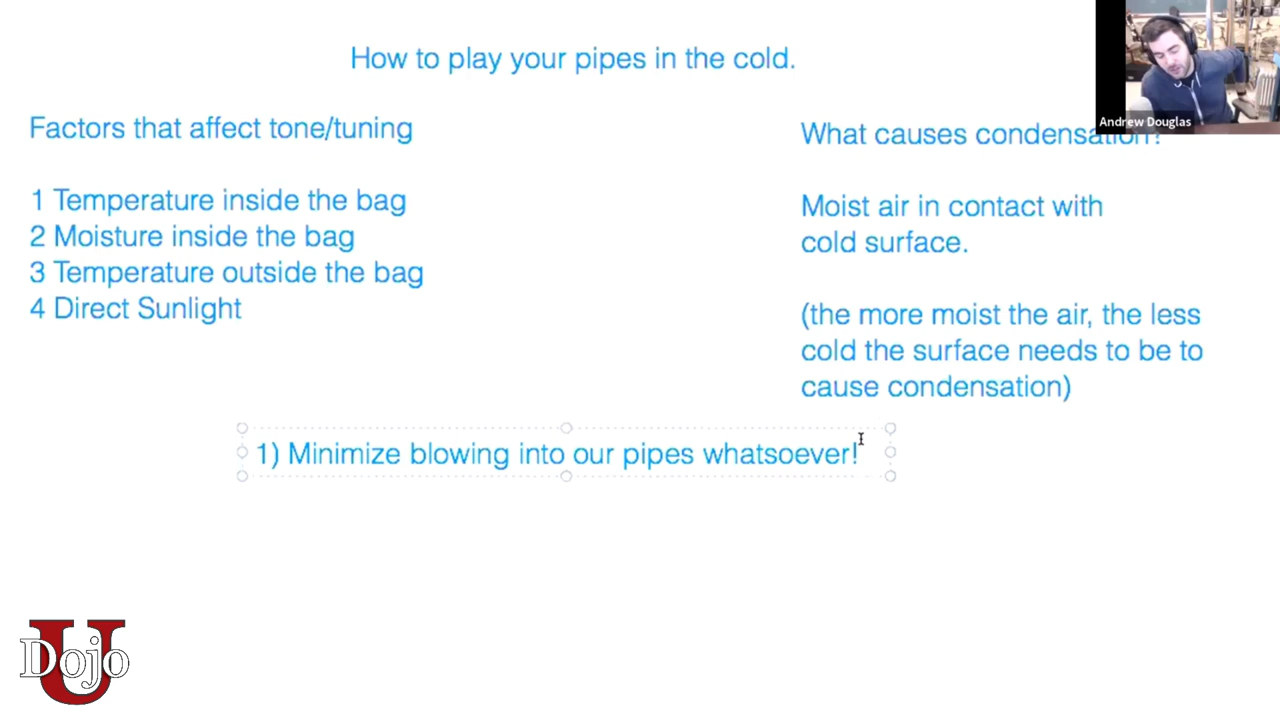 How to play your pipes in the cold.
Andrew Douglas
Factors that affect tone/tuning
1 Temperature inside the bag
2 Moisture inside the bag
3 Temperature outside the bag
4 Direct Sunlight
What causes condensation?
Moist air in contact with
cold surface.
(the more moist the air, the less
cold the surface needs to be to
cause condensation)
1) Minimize blowing into our pipes whatsoever!
Dojo
U